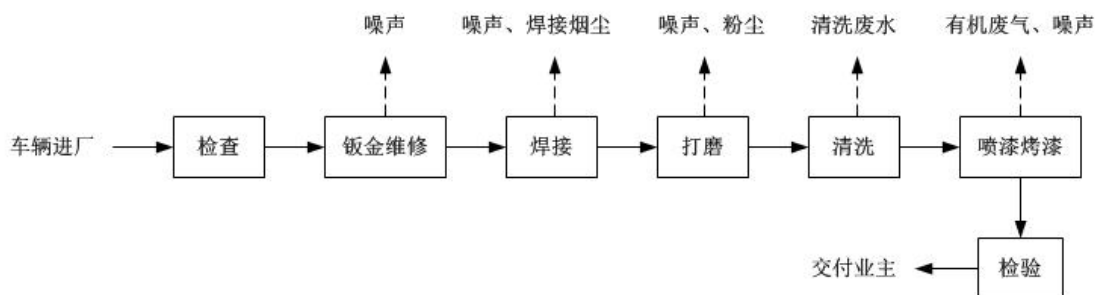 噪声
噪声、焊接烟尘
噪声、粉尘
清洗废水
有机废气、噪声
车辆进厂
检查
钣金维修
焊接
打磨
清洗
喷漆烤漆
交付业主
检验